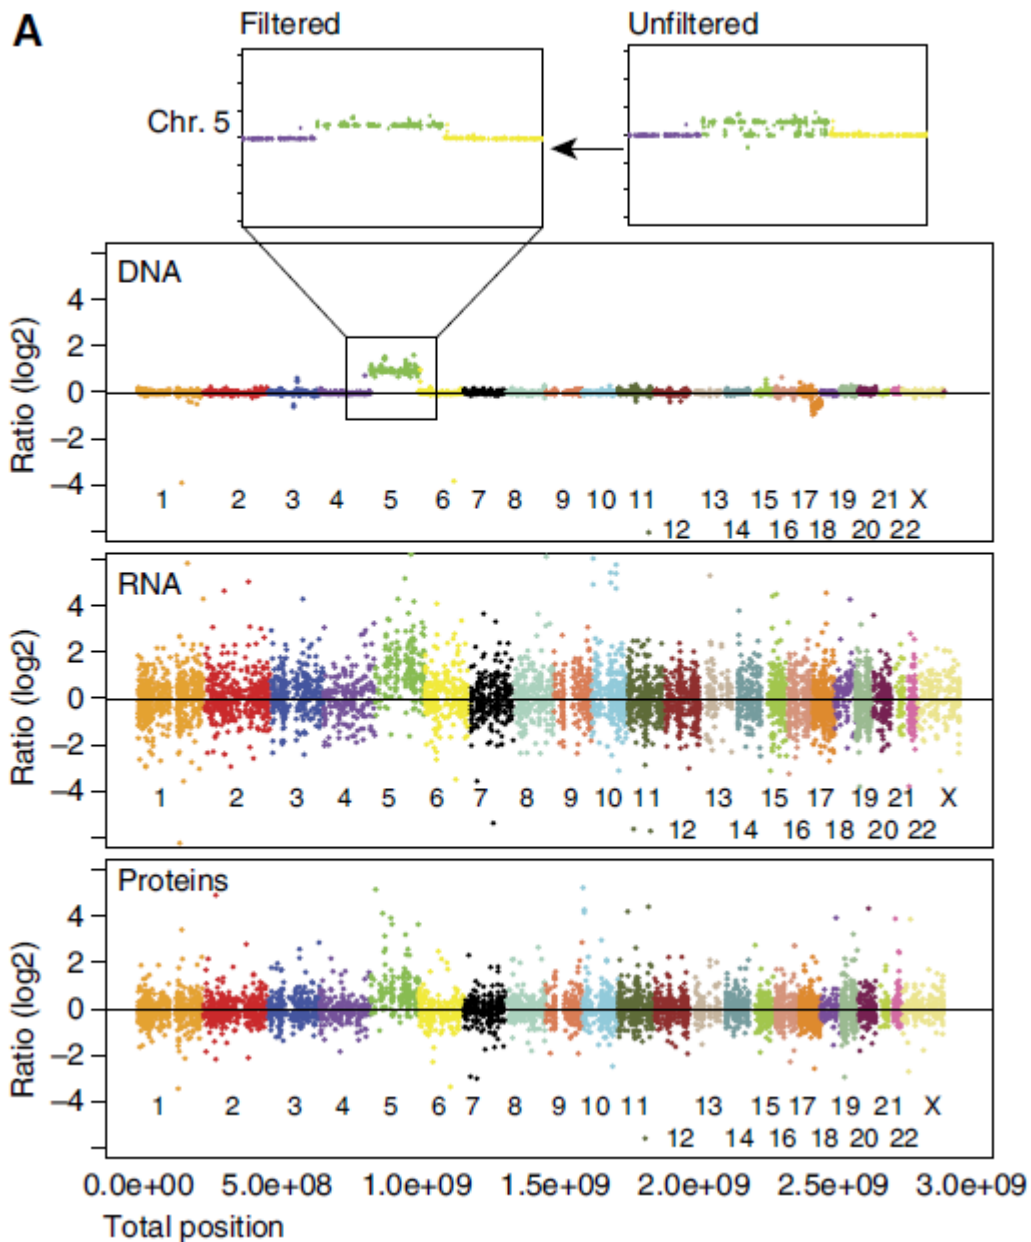 A
Filtered Unfiltered
Chr. 5
DNA
Ratio (log2)
4
2
0
−2
−4
1 2 3 4 5 6 7 8 9 10 11 13 15 17 19 21 X
12 14 16 18 20 22
RNA
Ratio (log2)
4
2
0
−2
−4
1 2 3 4 5 6 7 8 9 10 11 13 15 17 19 21 X
12 14 16 18 20 22
Proteins
Ratio (log2)
4
2
0
−2
−4
1 2 3 4 5 6 7 8 9 10 11 13 15 17 19 21 X
12 14 16 18 20 22
0.0e+00 5.0e+08 1.0e+09 1.5e+09 2.0e+09 2.5e+09 3.0e+09
Total position